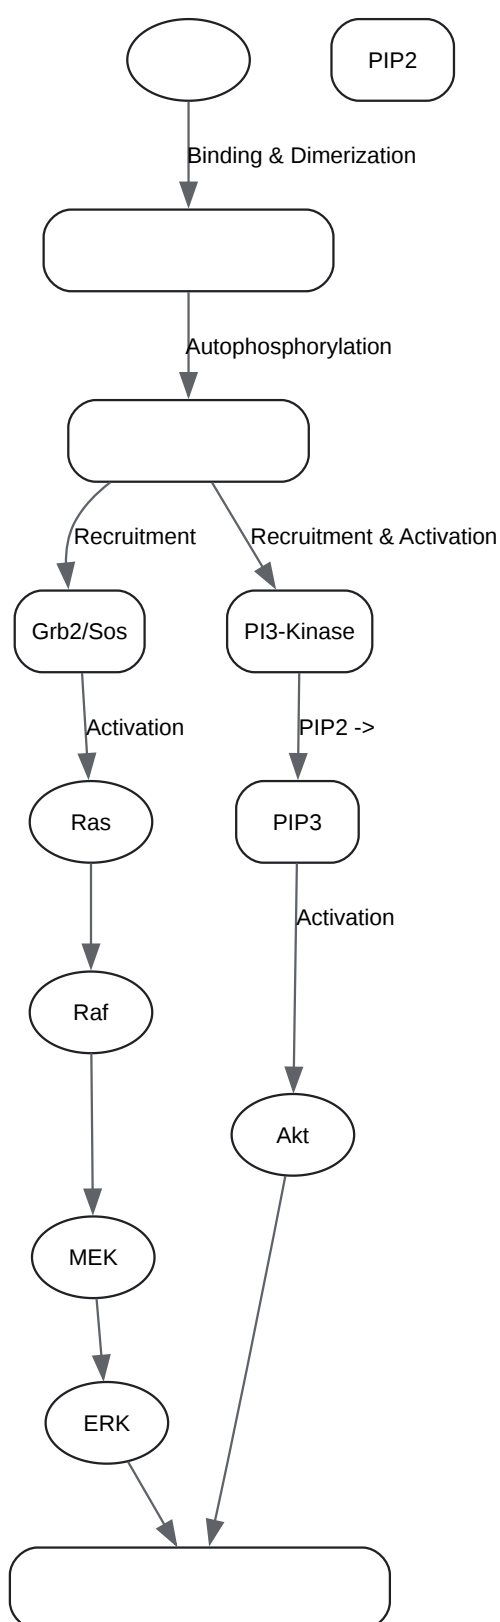 PIP2
Binding & Dimerization
Autophosphorylation
Recruitment
Recruitment & Activation
Grb2/Sos
PI3-Kinase
Activation
PIP2 ->
Ras
PIP3
Activation
Raf
Akt
MEK
ERK